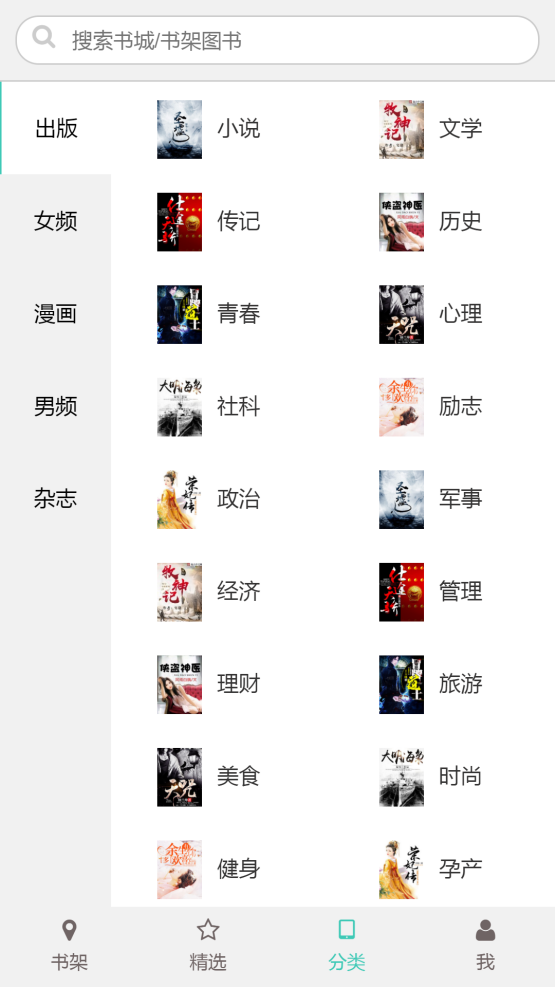 搜索书城/书架图书
出版
小说
文学
女频
传记
历史
漫画
青春
心理
男频
社科
励志
杂志
政治
军事
经济
管理
理财
旅游
美食
时尚
健身
孕产
书架
精选
分类
我